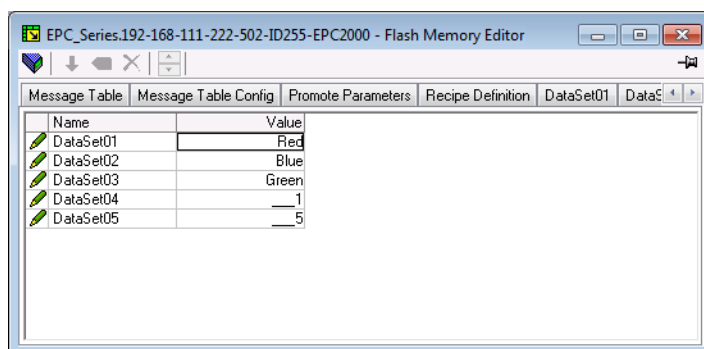 EPC_Series.192-168-111-222-502-ID255-EPC2000 - Flash Memory Editor
Message Table Message Table Config Promote Parameters Recipe Definition DataSet01 DataS
Name Value
DataSet01 Red
DataSet02 Blue
DataSet03 Green
DataSet04 ___1
DataSet05 ___5